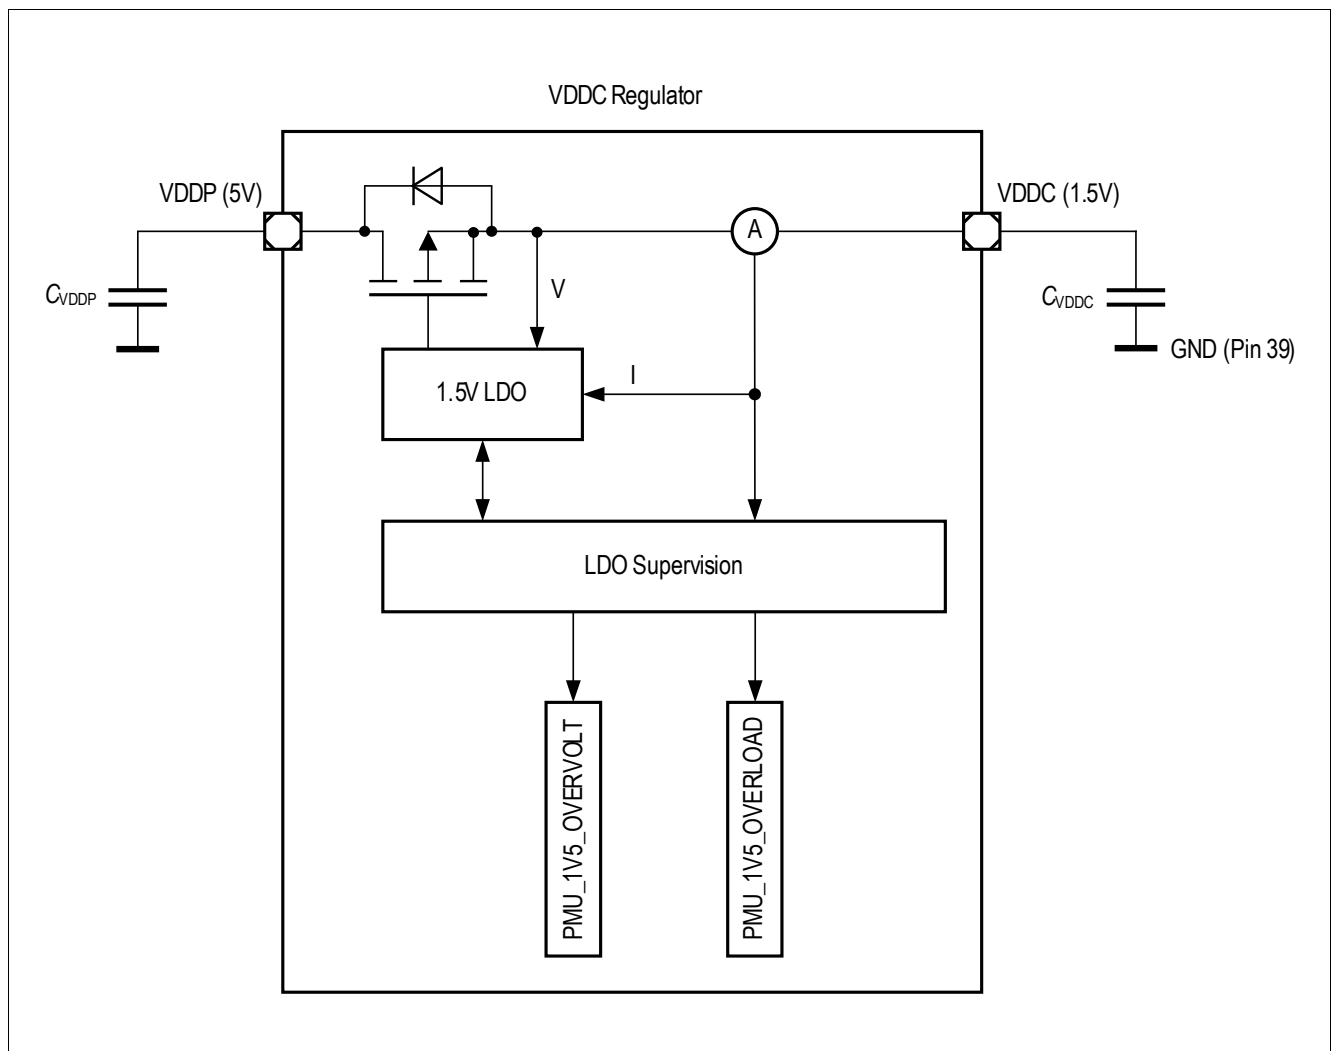 VDDC Regulator
VDDP (5V)
VDDC (1.5V)
A
CVDDP
V
CVDDC
GND (Pin 39)
I
1.5V LDO
LDO Supervision
PMU_1V5_OVERVOLT
PMU_1V5_OVERLOAD